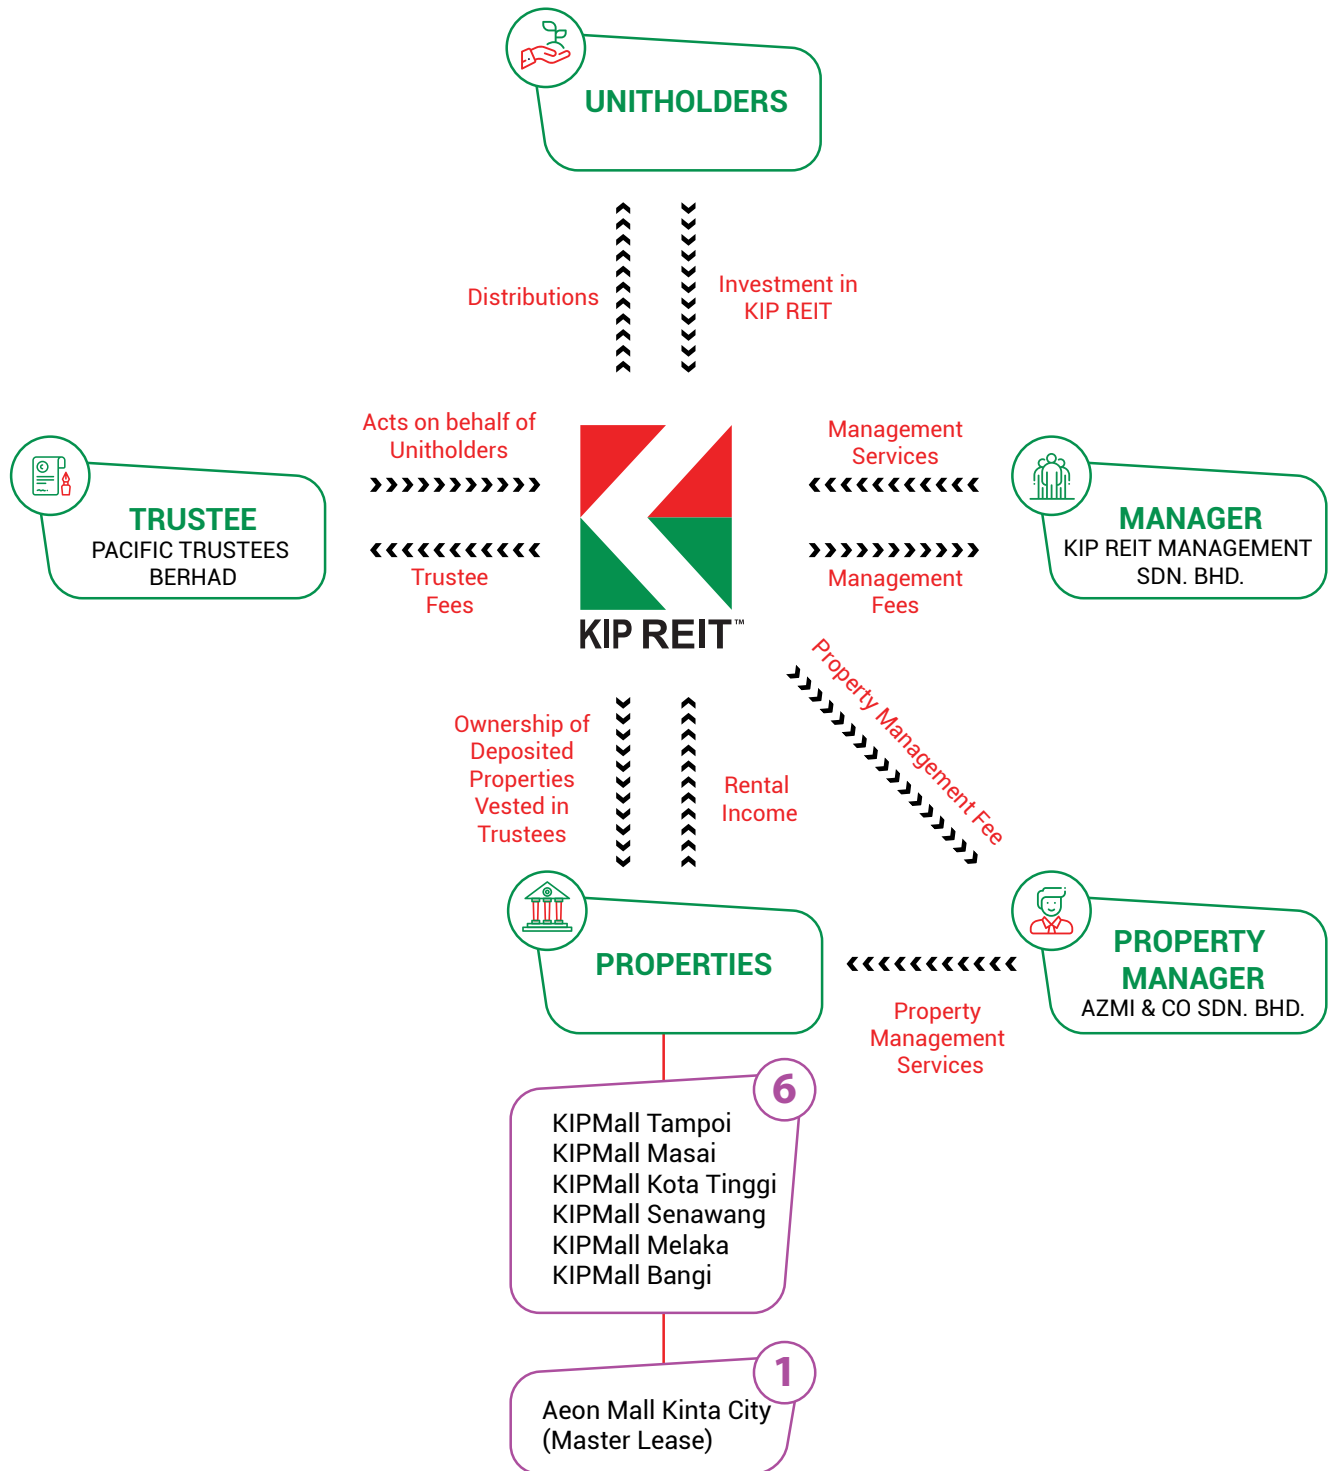 UNITHOLDERS
Distributions
Investment in
KIP REIT
Acts on behalf of
Unitholders
Management
Services
TRUSTEE
PACIFIC TRUSTEES
BERHAD
MANAGER
KIP REIT MANAGEMENT
SDN. BHD.
Trustee
Fees
Management
Fees
KIP REIT™
Property Management Fee
Ownership of
Deposited
Properties
Vested in
Trustees
Rental
Income
PROPERTIES
PROPERTY
MANAGER
AZMI & CO SDN. BHD.
Property
Management
Services
6
KIPMall Tampoi
KIPMall Masai
KIPMall Kota Tinggi
KIPMall Senawang
KIPMall Melaka
KIPMall Bangi
1
Aeon Mall Kinta City
(Master Lease)